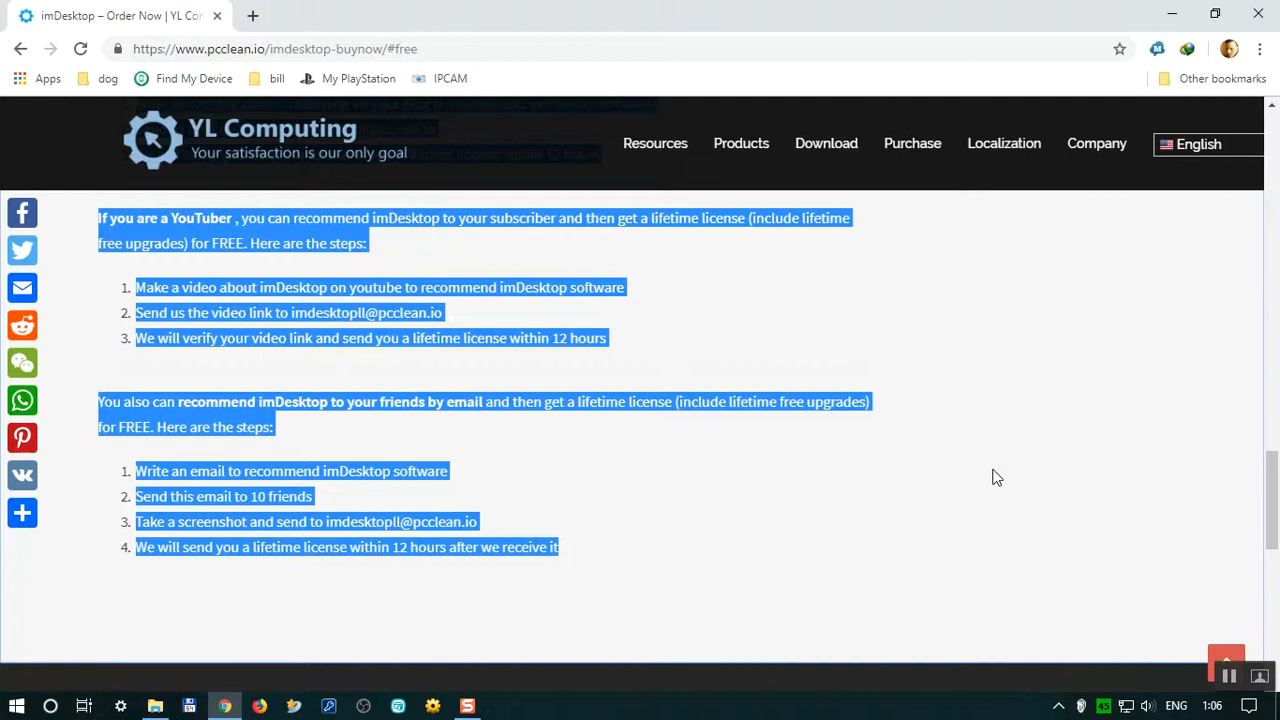 imDesktop – Order Now | YL Co
https://www.pcclean.io/imdesktop-buynow/#free
Apps dog Find My Device bill My PlayStation IPCAM Other bookmarks
YL Computing
Your satisfaction is our only goal
Resources Products Download Purchase Localization Company English
If you are a YouTuber , you can recommend imDesktop to your subscriber and then get a lifetime license (include lifetime
free upgrades) for FREE. Here are the steps:
1. Make a video about imDesktop on youtube to recommend imDesktop software
2. Send us the video link to imdesktopll@pcclean.io
3. We will verify your video link and send you a lifetime license within 12 hours
You also can recommend imDesktop to your friends by email and then get a lifetime license (include lifetime free upgrades)
for FREE. Here are the steps:
1. Write an email to recommend imDesktop software
2. Send this email to 10 friends
3. Take a screenshot and send to imdesktopll@pcclean.io
4. We will send you a lifetime license within 12 hours after we receive it
45 ENG 1:06